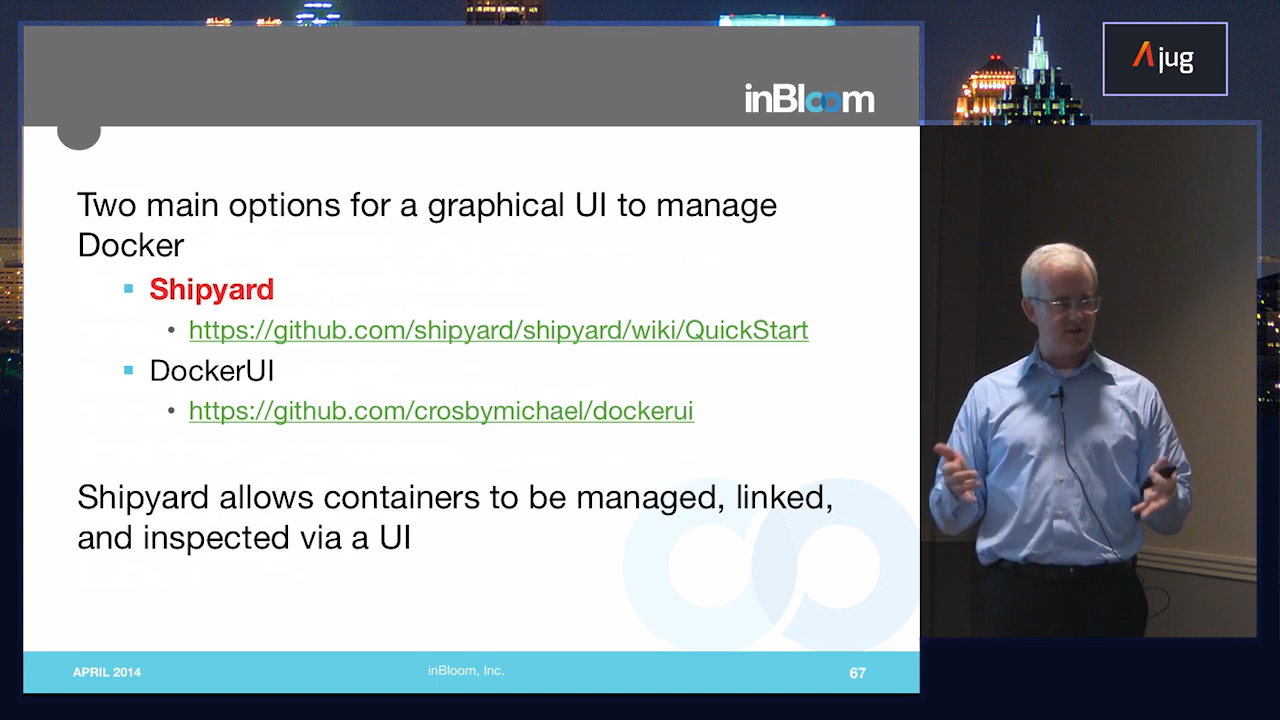 inBloom
jug
Two main options for a graphical UI to manage
Docker
Shipyard
https://github.com/shipyard/shipyard/wiki/QuickStart
DockerUI
https://github.com/crosbymichael/dockerui
Shipyard allows containers to be managed, linked,
and inspected via a UI
APRIL 2014
inBloom, Inc.
67